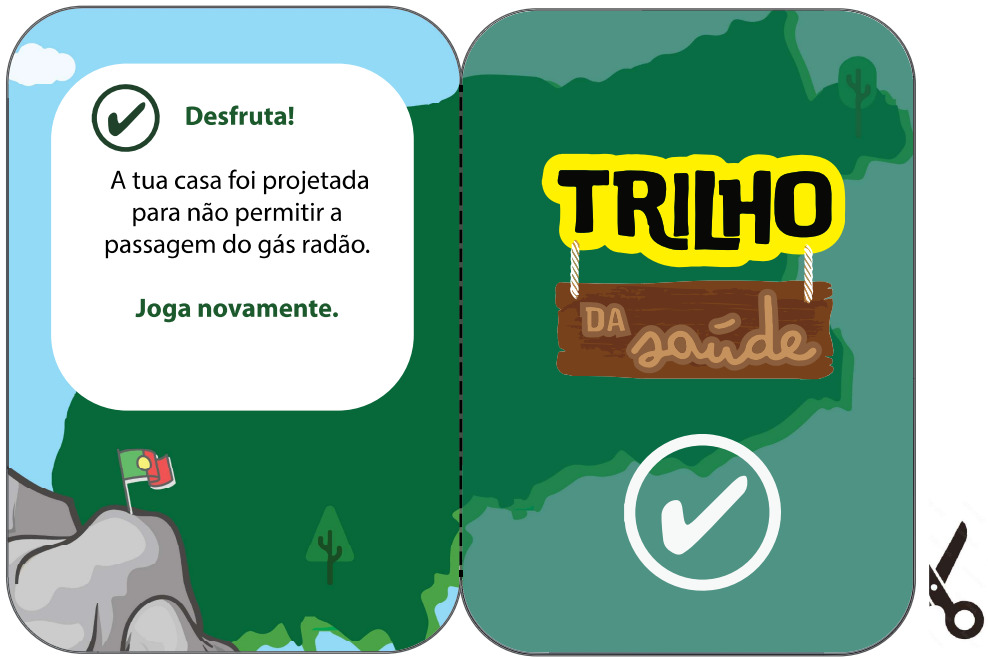 Desfruta!
A tua casa foi projetada
para não permitir a
passagem do gás radão.
Joga novamente.
TRILHO
DA saúde